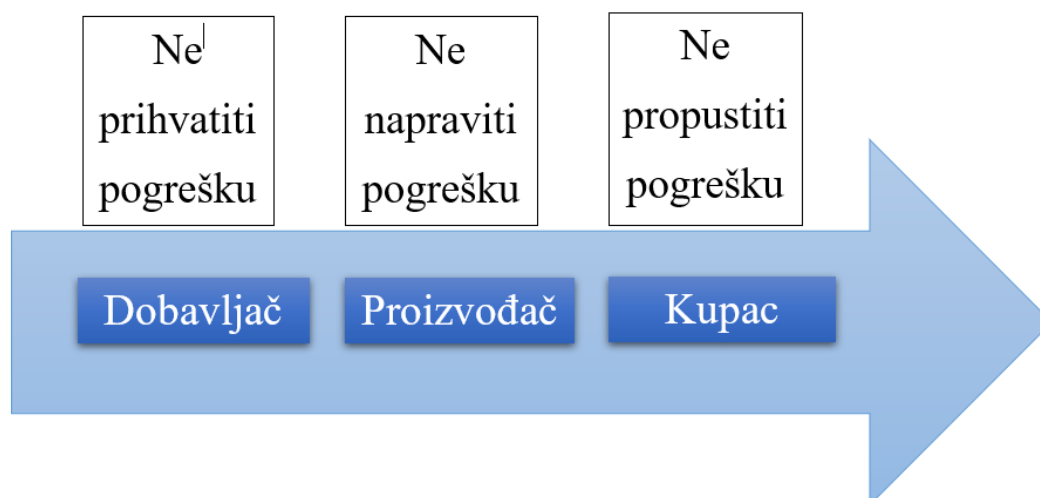 Ne
prihvatiti
pogrešku
Ne
napraviti
pogrešku
Ne
propustiti
pogrešku
Dobavljač
Proizvođač
Kupac